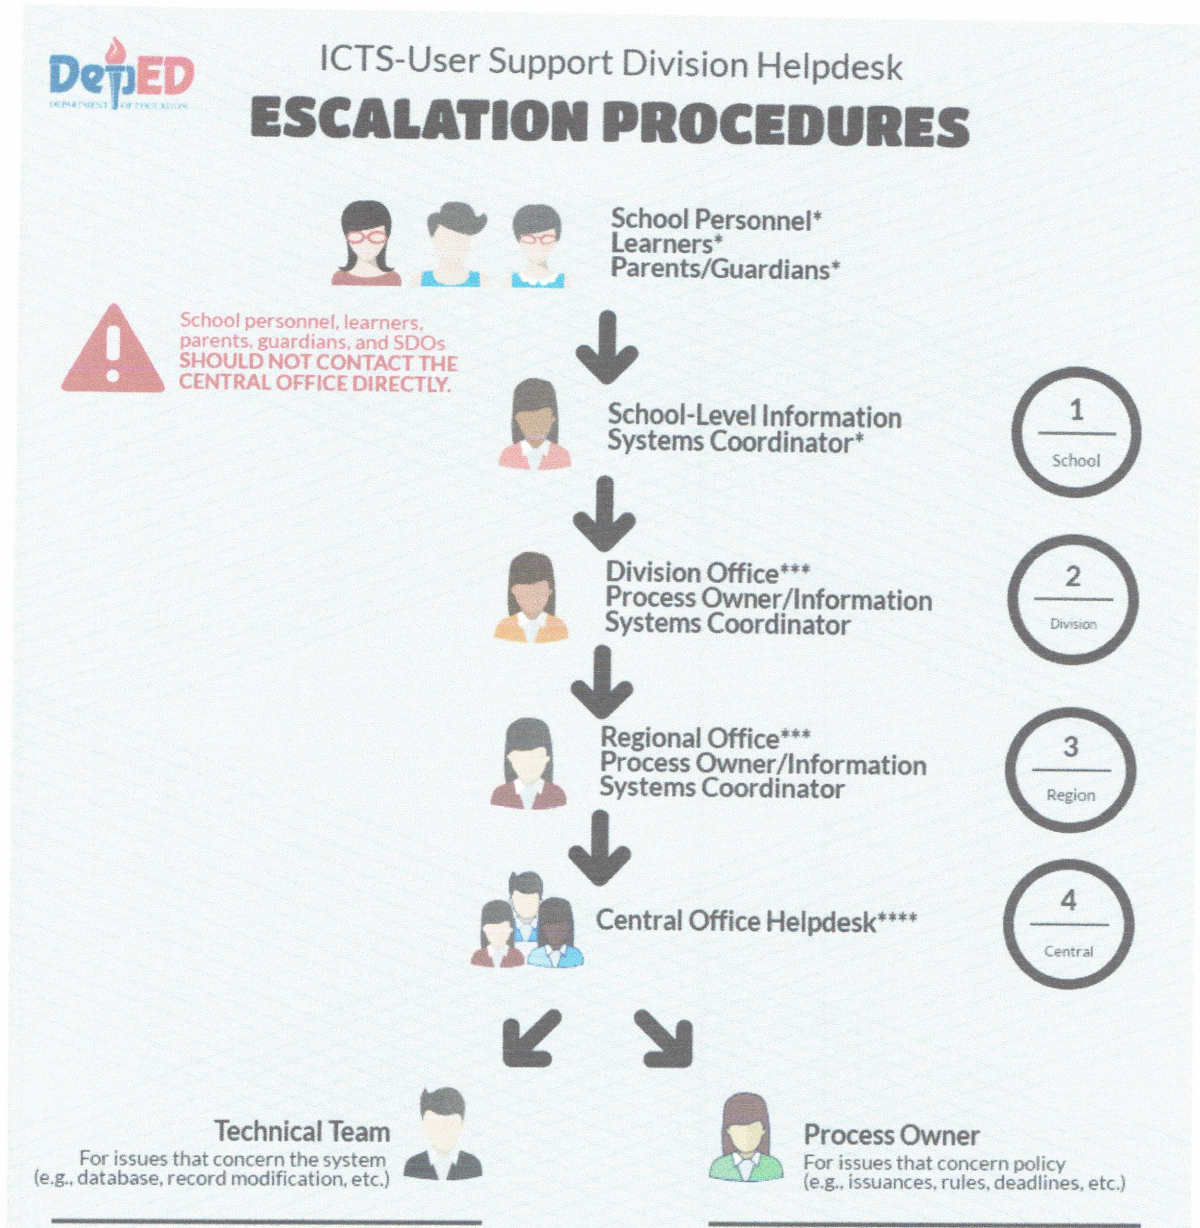 DepED
DEPARTMENT OF EDUCATION
ICTS-User Support Division Helpdesk
ESCALATION PROCEDURES
School Personnel*
Learners*
Parents/Guardians*
School personnel, learners,
parents, guardians, and SDOs
SHOULD NOT CONTACT THE
CENTRAL OFFICE DIRECTLY.
School-Level Information
Systems Coordinator*
1
School
Division Office***
Process Owner/Information
Systems Coordinator
2
Division
Regional Office***
Process Owner/Information
Systems Coordinator
3
Region
Central Office Helpdesk****
4
Central
Technical Team
For issues that concern the system
(e.g., database, record modification, etc.)
Process Owner
For issues that concern policy
(e.g., issuances, rules, deadlines, etc.)